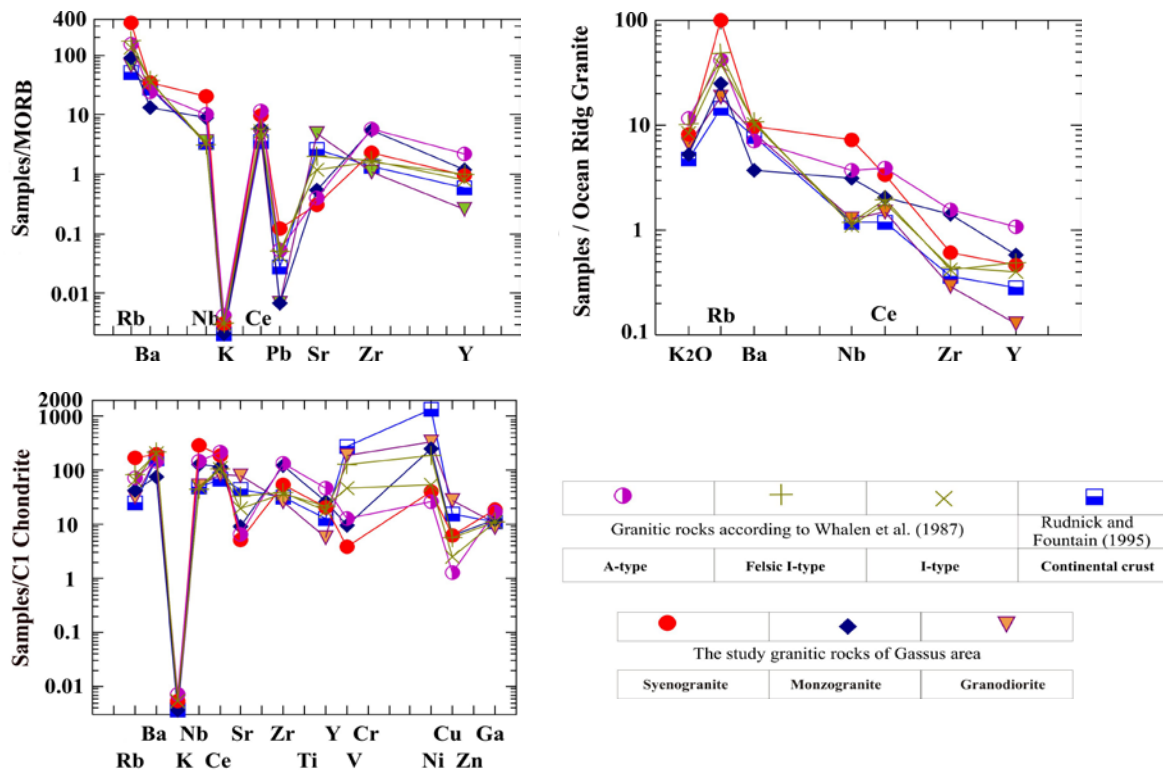 Samples/MORB
400
100
10
1
0.1
0.01
Rb
Nb
Ce
Ba
K
Pb
Sr
Zr
Y
Samples / Ocean Ridg Granite
100
10
1
0.1
Rb
Ce
K2O
Ba
Nb
Zr
Y
Samples/C1 Chondrite
2000
1000
100
10
1
0.1
0.01
Ba Nb Sr Zr Y Cr Cu Ga
Rb K Ce Ti V Ni Zn
Granitic rocks according to Whalen et al. (1987)
Rudnick and
Fountain (1995)
A-type Felsic I-type I-type Continental crust
The study granitic rocks of Gassus area
Syenogranite Monzogranite Granodiorite